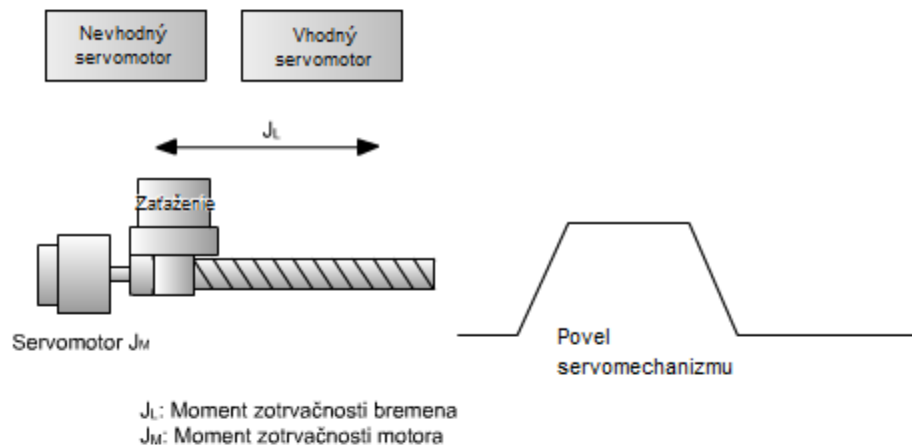 Nevhodný
servomotor
Vhodný
servomotor
JL
Zaťaženie
Servomotor JM
Povel
servomechanizmu
JL: Moment zotrvačnosti bremena
JM: Moment zotrvačnosti motora